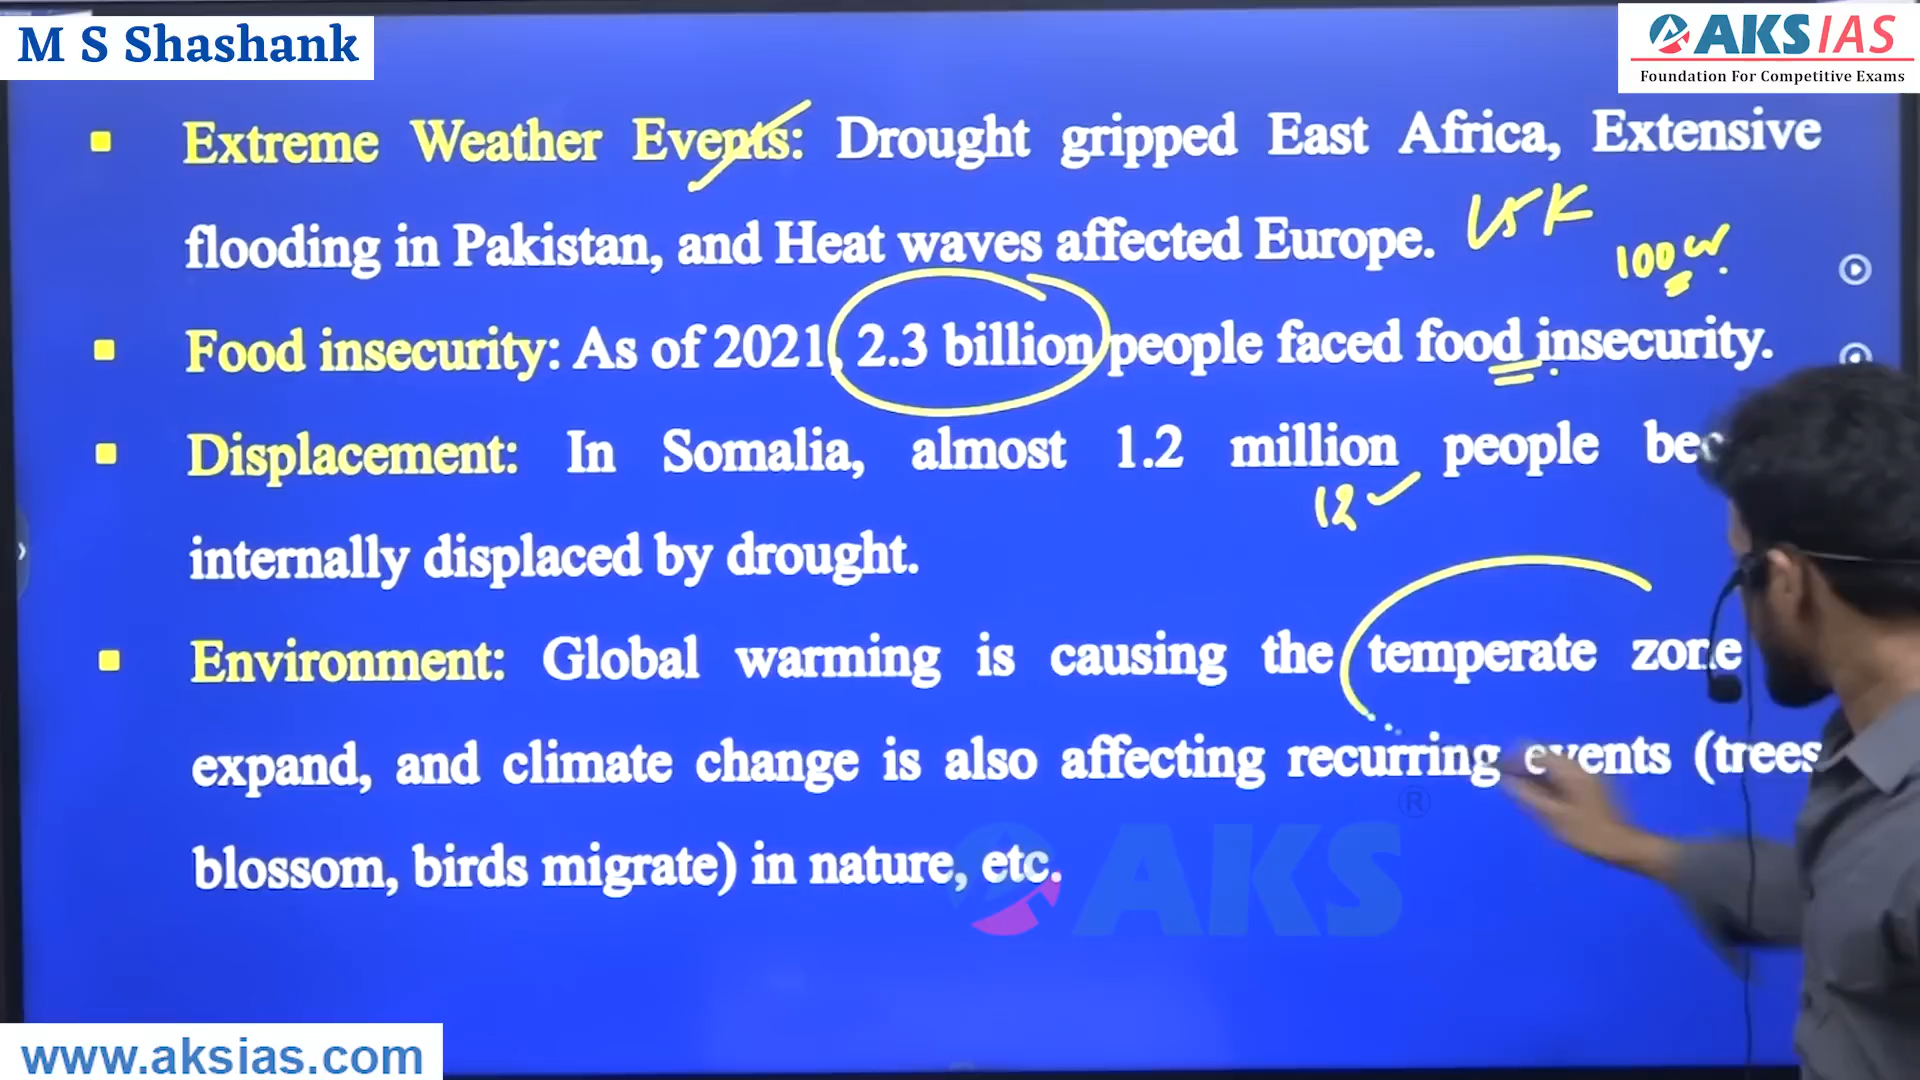 M S Shashank
AKS IAS
Foundation For Competitive Exams
Extreme Weather Events: Drought gripped East Africa, Extensive
flooding in Pakistan, and Heat waves affected Europe.
100 cr
Food insecurity: As of 2021, 2.3 billion people faced food insecurity.
Displacement: In Somalia, almost 1.2 million people
12
internally displaced by drought.
Environment: Global warming is causing the temperate zone
expand, and climate change is also affecting recurring events (trees
blossom, birds migrate) in nature, etc.
AKS ®
www.aksias.com